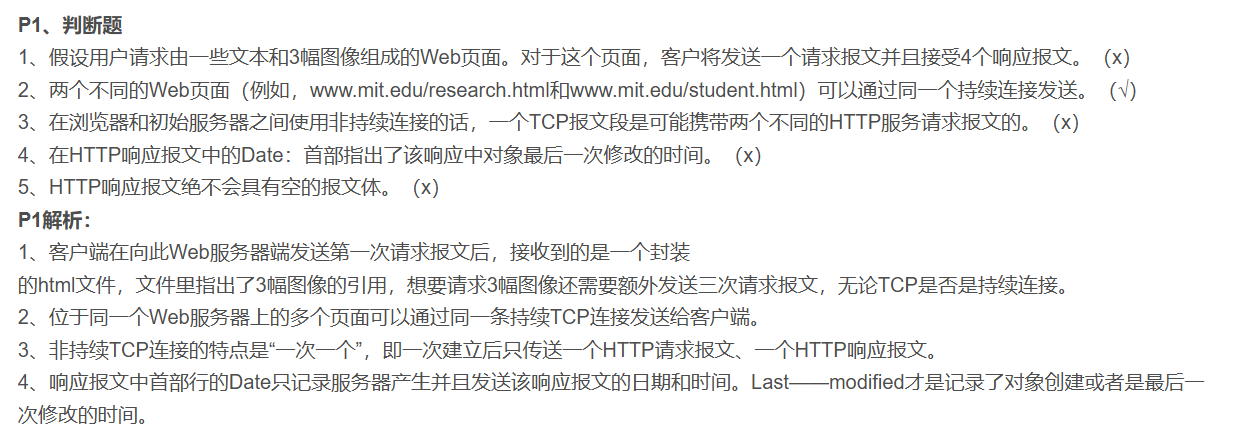 P1、判断题
1、假设用户请求由一些文本和3幅图像组成的Web页面。对于这个页面，客户将发送一个请求报文并且接受4个响应报文。（x）
2、两个不同的Web页面（例如，www.mit.edu/research.html和www.mit.edu/student.html）可以通过同一个持续连接发送。（√）
3、在浏览器和初始服务器之间使用非持续连接的话，一个TCP报文段是可能携带两个不同的HTTP服务请求报文的。（x）
4、在HTTP响应报文中的Date：首部指出了该响应中对象最后一次修改的时间。（x）
5、HTTP响应报文绝不会具有空的报文体。（x）
P1解析：
1、客户端在向此Web服务器端发送第一次请求报文后，接收到的是一个封装
的html文件，文件里指出了3幅图像的引用，想要请求3幅图像还需要额外发送三次请求报文，无论TCP是否是持续连接。
2、位于同一个Web服务器上的多个页面可以通过同一条持续TCP连接发送给客户端。
3、非持续TCP连接的特点是“一次一个”，即一次建立后只传送一个HTTP请求报文、一个HTTP响应报文。
4、响应报文中首部行的Date只记录服务器产生并且发送该响应报文的日期和时间。Last——modified才是记录了对象创建或者是最后一
次修改的时间。